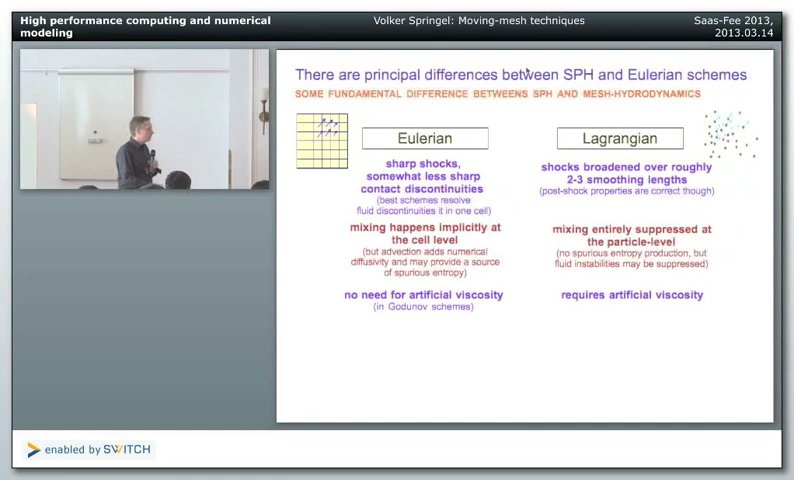 High performance computing and numerical
modeling
Volker Springel: Moving-mesh techniques
Saas-Fee 2013,
2013.03.14
There are principal differences between SPH and Eulerian schemes
SOME FUNDAMENTAL DIFFERENCE BETWEENS SPH AND MESH-HYDRODYNAMICS
Eulerian
sharp shocks,
somewhat less sharp
contact discontinuities
(best schemes resolve
fluid discontinuities it in one cell)
mixing happens implicitly at
the cell level
(but advection adds numerical
diffusivity and may provide a source
of spurious entropy)
no need for artificial viscosity
(in Godunov schemes)
Lagrangian
shocks broadened over roughly
2-3 smoothing lengths
(post-shock properties are correct though)
mixing entirely suppressed at
the particle-level
(no spurious entropy production, but
fluid instabilities may be suppressed)
requires artificial viscosity
enabled by SWITCH